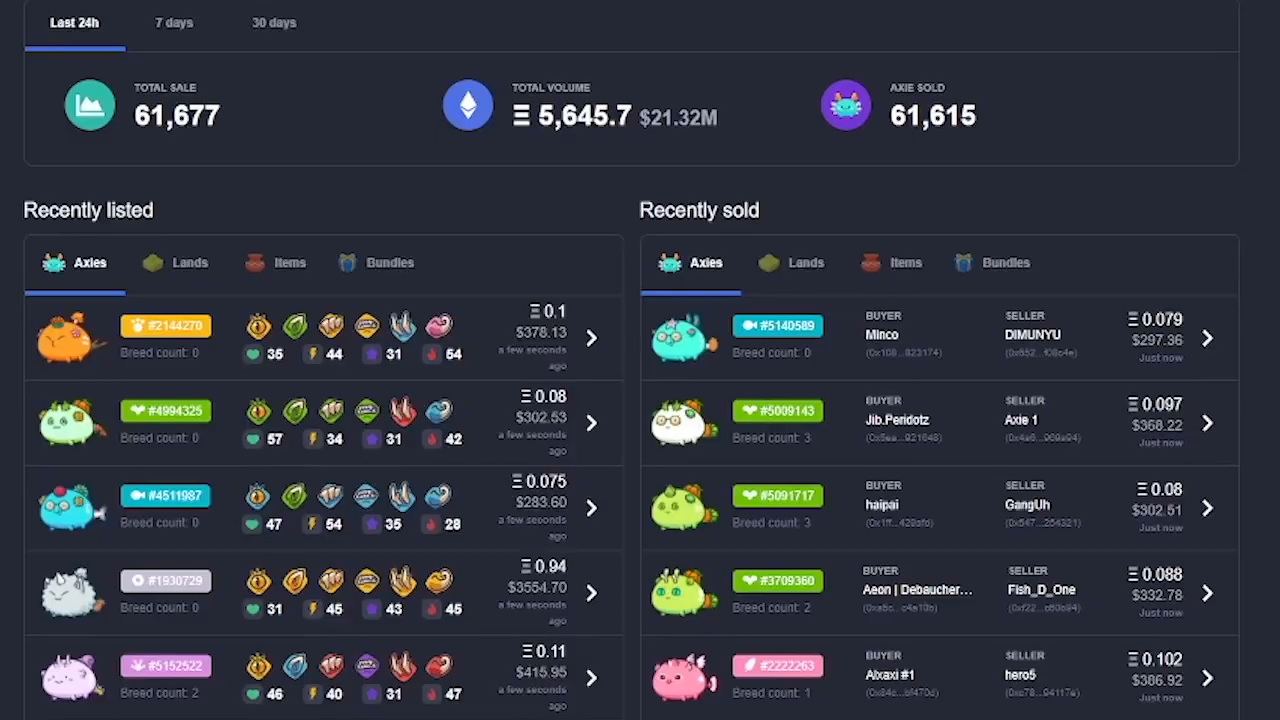 Last 24h 7 days 30 days
TOTAL SALE
61,677
TOTAL VOLUME
Ξ 5,645.7 $21.32M
AXIE SOLD
61,615
Recently listed
Axies Lands Items Bundles
#2144270
Breed count: 0
35 44 31 54
Ξ 0.1
$378.13
a few seconds
ago
#4994325
Breed count: 0
57 34 31 42
Ξ 0.08
$302.53
a few seconds
ago
#4511987
Breed count: 0
47 54 35 28
Ξ 0.075
$283.60
a few seconds
ago
#1930729
Breed count: 0
31 45 43 45
Ξ 0.94
$3554.70
a few seconds
ago
#5152522
Breed count: 2
46 40 31 47
Ξ 0.11
$415.95
a few seconds
ago
Recently sold
Axies Lands Items Bundles
#5140589
Breed count: 0
BUYER
Minco
SELLER
DIMUNYU
Ξ 0.079
$297.36
Just now
#5009143
Breed count: 3
BUYER
Jib.Peridotz
SELLER
Axie 1
Ξ 0.097
$368.22
Just now
#5091717
Breed count: 3
BUYER
haipai
SELLER
GangUh
Ξ 0.08
$302.51
Just now
#3709360
Breed count: 2
BUYER
Aeon | Debaucher...
SELLER
Fish_D_One
Ξ 0.088
$332.78
Just now
#2222263
Breed count: 1
BUYER
Alxaxi #1
SELLER
hero5
Ξ 0.102
$386.92
Just now